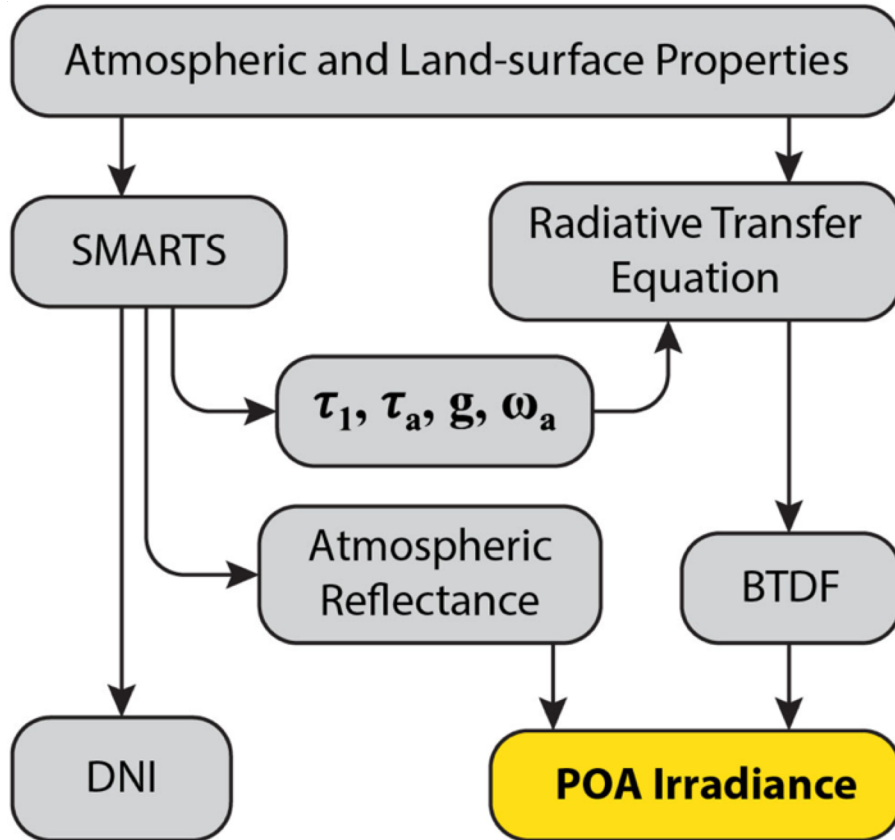 Atmospheric and Land-surface Properties
SMARTS
Radiative Transfer
Equation
τ₁, τₐ, g, ωₐ
Atmospheric
Reflectance
BTDF
DNI
POA Irradiance